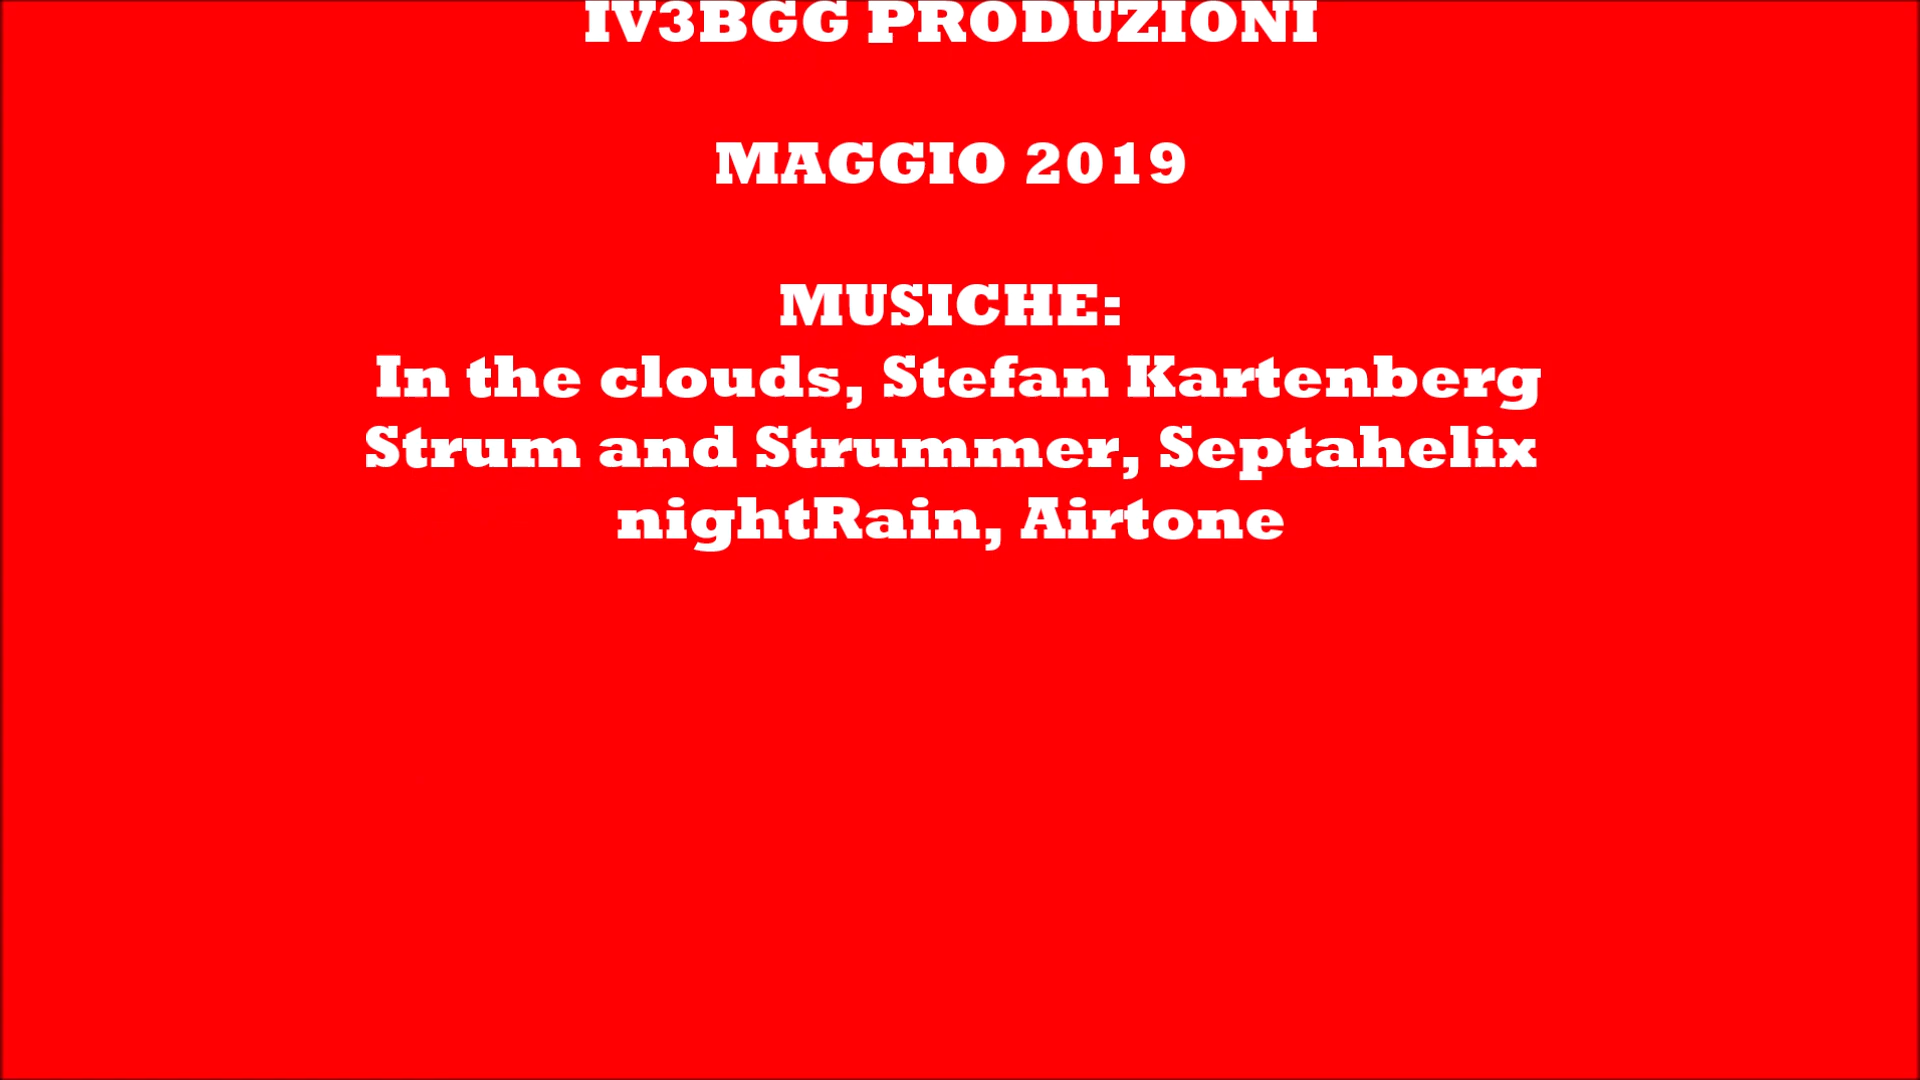 IV3BGG PRODUZIONI
MAGGIO 2019
MUSICHE:
In the clouds, Stefan Kartenberg
Strum and Strummer, Septahelix
nightRain, Airtone